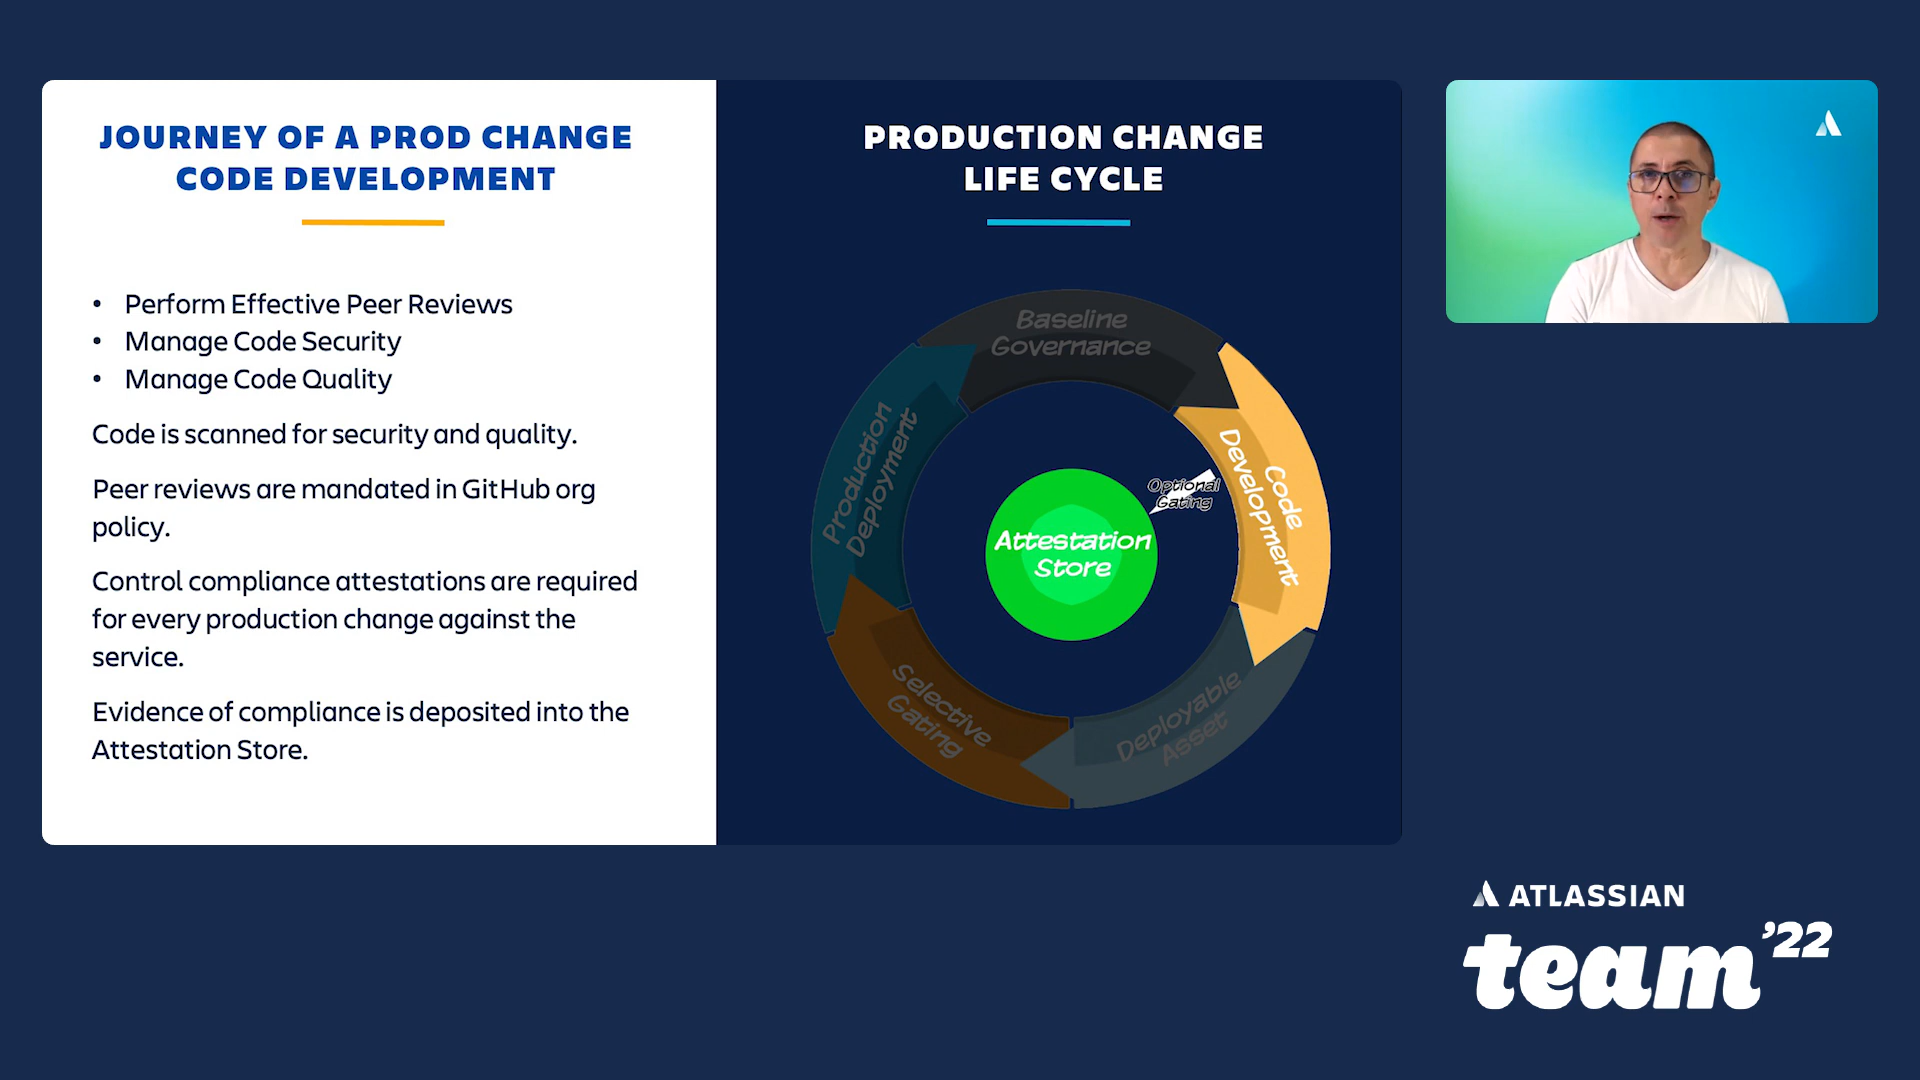 JOURNEY OF A PROD CHANGE
CODE DEVELOPMENT
• Perform Effective Peer Reviews
• Manage Code Security
• Manage Code Quality
Code is scanned for security and quality.
Peer reviews are mandated in GitHub org
policy.
Control compliance attestations are required
for every production change against the
service.
Evidence of compliance is deposited into the
Attestation Store.
PRODUCTION CHANGE
LIFE CYCLE
Baseline
Governance
Code
Development
Deployable
Asset
Selective
Gating
Production
Deployment
Optional
Gating
Attestation
Store
ATLASSIAN
team '22